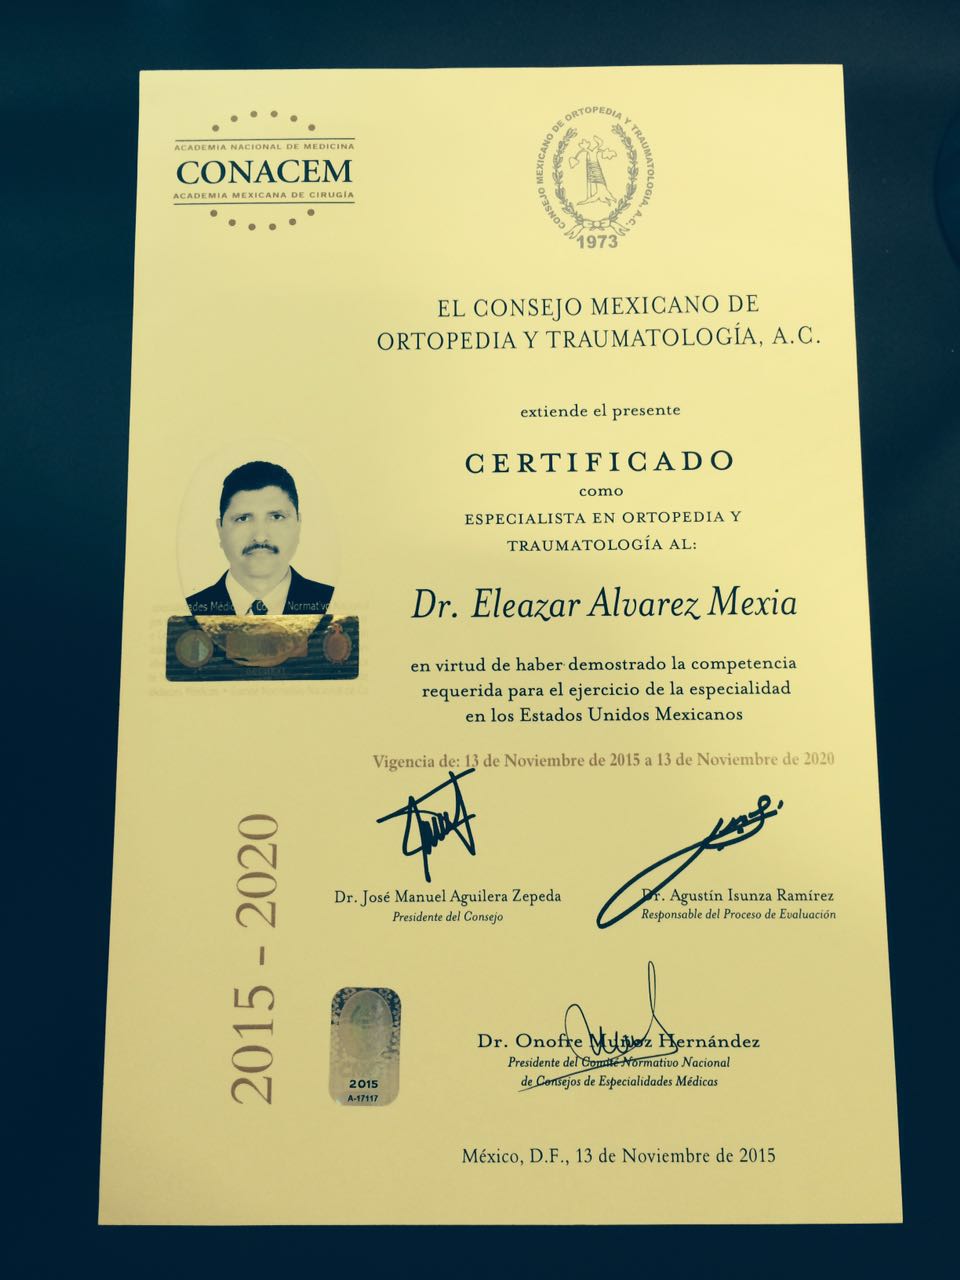 ACADEMIA NACIONAL DE MEDICINA
CONACEM
ACADEMIA MEXICANA DE CIRUGÍA
CONSEJO MEXICANO DE ORTOPEDIA Y TRAUMATOLOGÍA, A.C.
1973
EL CONSEJO MEXICANO DE
ORTOPEDIA Y TRAUMATOLOGÍA, A.C.
extiende el presente
CERTIFICADO
como
ESPECIALISTA EN ORTOPEDIA Y
TRAUMATOLOGÍA AL:
Dr. Eleazar Alvarez Mexia
en virtud de haber demostrado la competencia
requerida para el ejercicio de la especialidad
en los Estados Unidos Mexicanos
Vigencia de: 13 de Noviembre de 2015 a 13 de Noviembre de 2020
Dr. José Manuel Aguilera Zepeda
Presidente del Consejo
Dr. Agustín Isunza Ramírez
Responsable del Proceso de Evaluación
2015 - 2020
Dr. Onofre Muñoz Hernández
Presidente del Comité Normativo Nacional
de Consejos de Especialidades Médicas
2015
A-17117
México, D.F., 13 de Noviembre de 2015